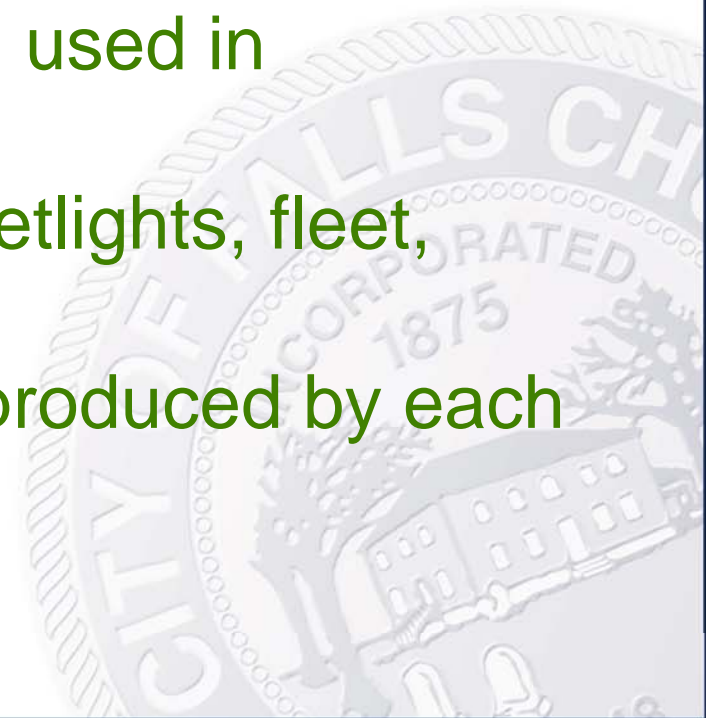 used in
etlights, fleet,
produced by each
CITY OF FALLS CH
INCORPORATED
1875